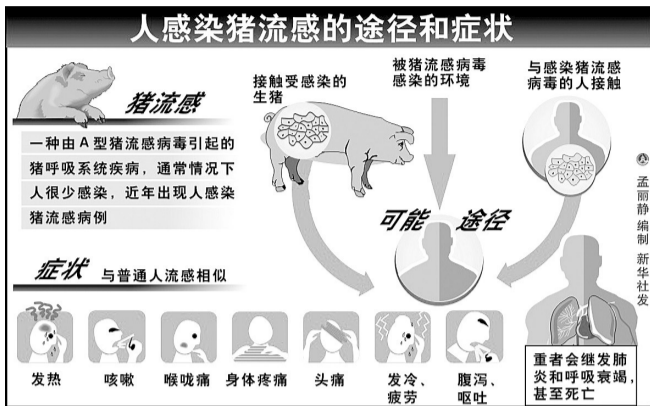 人感染猪流感的途径和症状
猪流感
一种由A型猪流感病毒引起的
猪呼吸系统疾病，通常情况下
人很少感染，近年出现人感染
猪流感病例
接触受感染的
生猪
被猪流感病毒
感染的环境
与感染猪流感
病毒的人接触
可能 途径
症状 与普通人流感相似
发热
咳嗽
喉咙痛
身体疼痛
头痛
发冷、
疲劳
腹泻、
呕吐
重者会继发肺
炎和呼吸衰竭，
甚至死亡
孟丽静 编制 新华社发